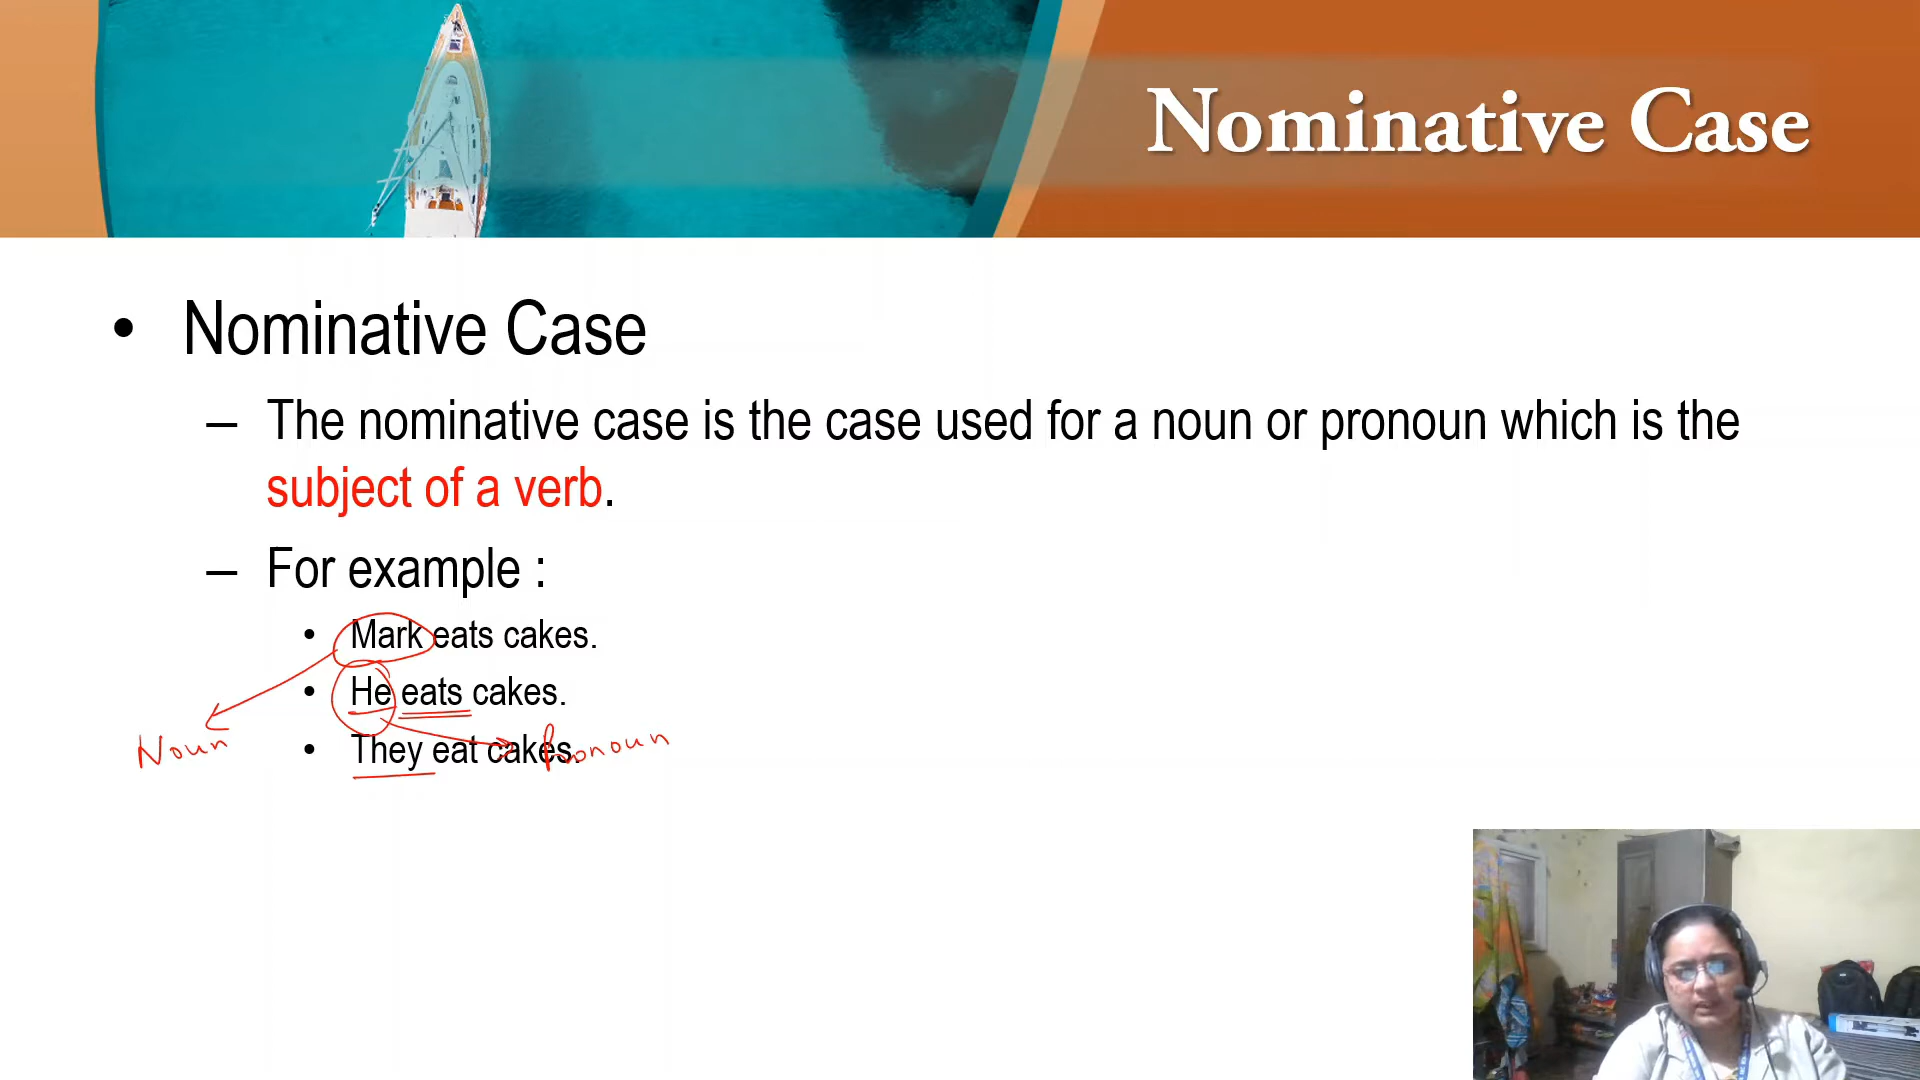 Nominative Case
• Nominative Case
– The nominative case is the case used for a noun or pronoun which is the
subject of a verb.
– For example :
• Mark eats cakes.
• He eats cakes.
• They eat cakes.
Noun
Pronoun